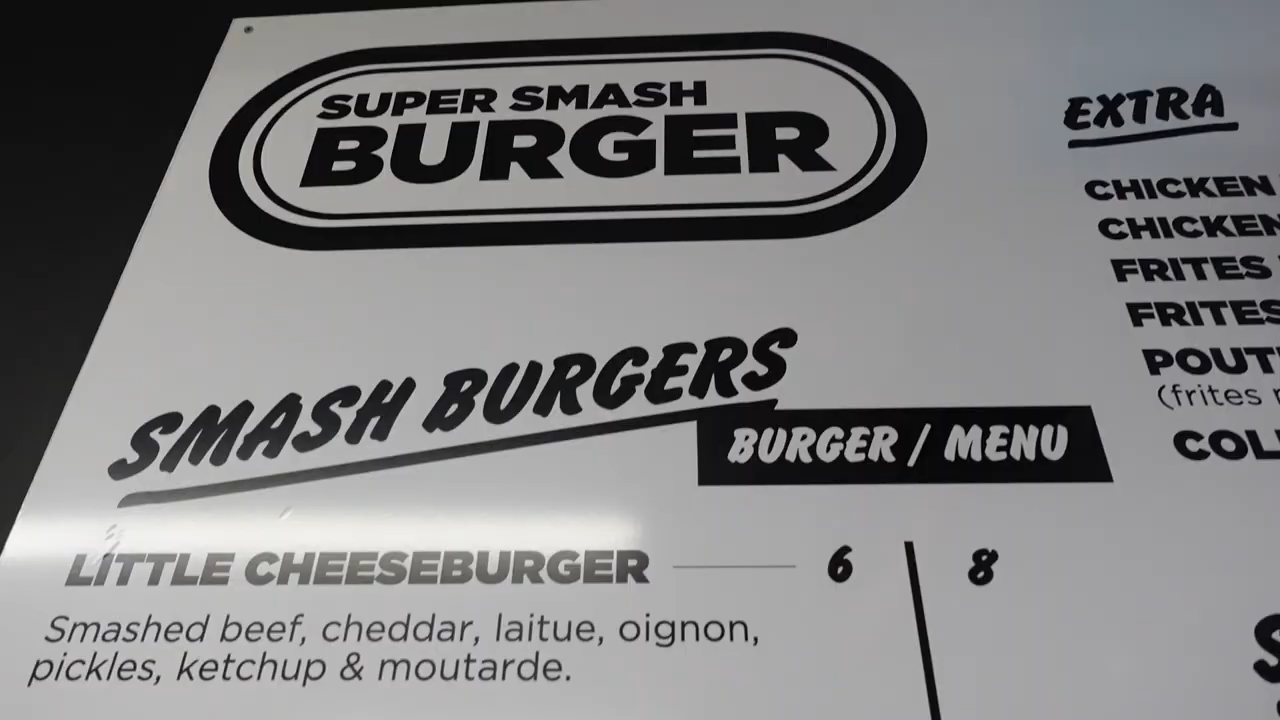 SUPER SMASH
BURGER
SMASH BURGERS
BURGER / MENU
LITTLE CHEESEBURGER 6 8
Smashed beef, cheddar, laitue, oignon,
pickles, ketchup & moutarde.
EXTRA
CHICKEN
CHICKEN
FRITES
FRITES
(frites